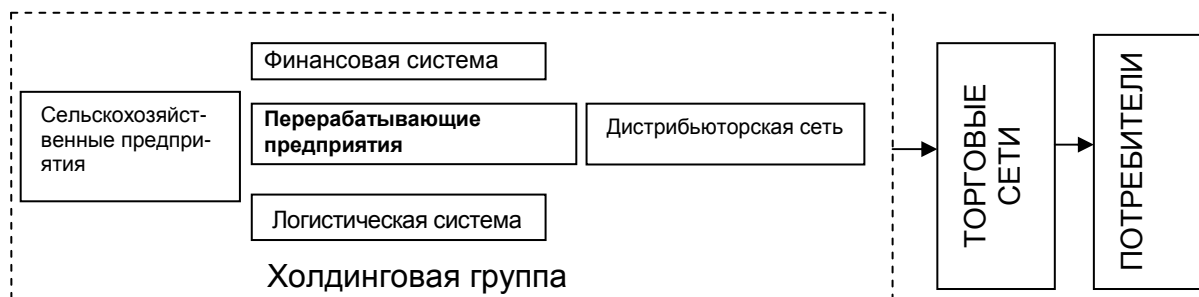 Финансовая система
Сельскохозяйст-
венные предпри-
ятия
Перерабатывающие
предприятия
Дистрибьюторская сеть
Логистическая система
Холдинговая группа
ТОРГОВЫЕ
СЕТИ
ПОТРЕБИТЕЛИ